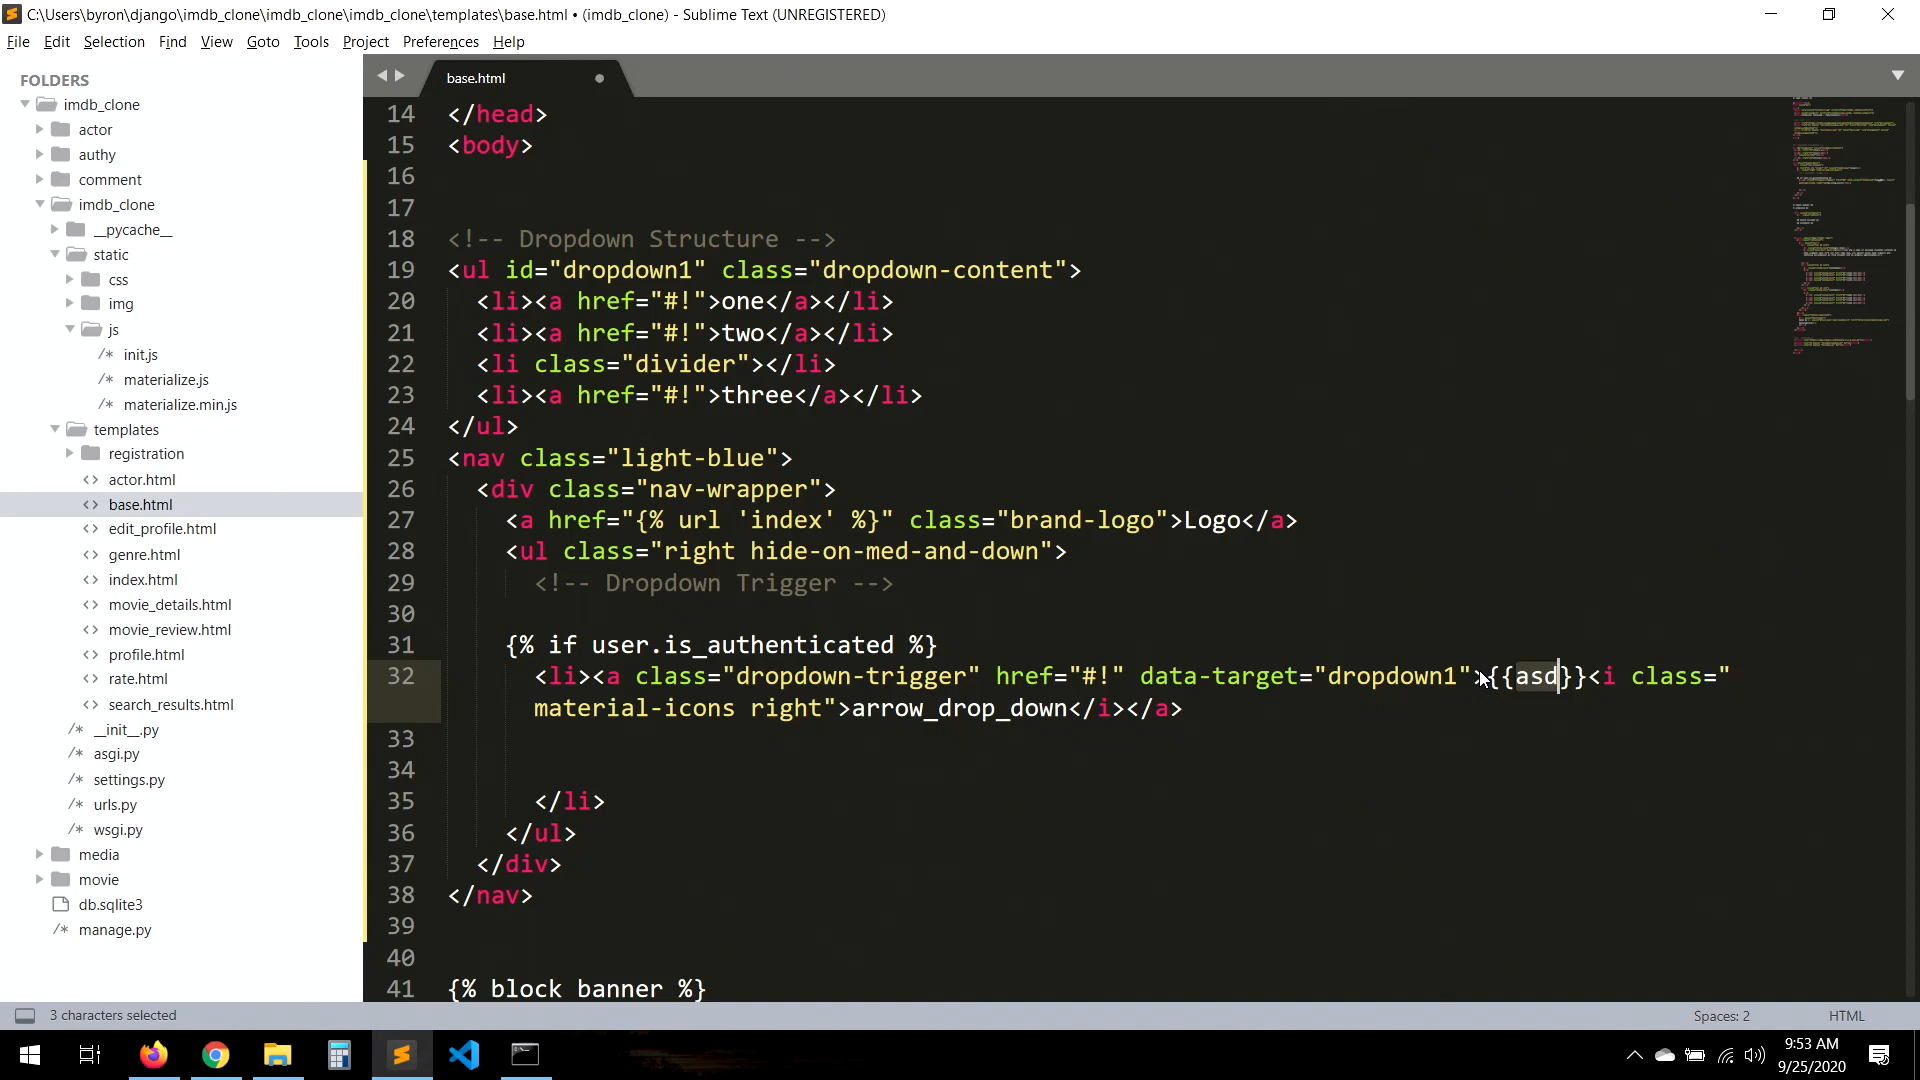 C:\Users\byron\django\imdb_clone\imdb_clone\imdb_clone\templates\base.html • (imdb_clone) - Sublime Text (UNREGISTERED)
File Edit Selection Find View Goto Tools Project Preferences Help
FOLDERS
imdb_clone
actor
authy
comment
imdb_clone
__pycache__
static
css
img
js
/* init.js
/* materialize.js
/* materialize.min.js
templates
registration
<> actor.html
<> base.html
<> edit_profile.html
<> genre.html
<> index.html
<> movie_details.html
<> movie_review.html
<> profile.html
<> rate.html
<> search_results.html
/* __init__.py
/* asgi.py
/* settings.py
/* urls.py
/* wsgi.py
media
movie
db.sqlite3
/* manage.py
base.html
14 </head>
15 <body>
16
17
18 <!-- Dropdown Structure -->
19 <ul id="dropdown1" class="dropdown-content">
20 <li><a href="#!">one</a></li>
21 <li><a href="#!">two</a></li>
22 <li class="divider"></li>
23 <li><a href="#!">three</a></li>
24 </ul>
25 <nav class="light-blue">
26 <div class="nav-wrapper">
27 <a href="{% url 'index' %}" class="brand-logo">Logo</a>
28 <ul class="right hide-on-med-and-down">
29 <!-- Dropdown Trigger -->
30
31 {% if user.is_authenticated %}
32 <li><a class="dropdown-trigger" href="#!" data-target="dropdown1">{{asd}}<i class="
material-icons right">arrow_drop_down</i></a>
33
34
35 </li>
36 </ul>
37 </div>
38 </nav>
39
40
41 {% block banner %}
3 characters selected
Spaces: 2
HTML
9:53 AM
9/25/2020